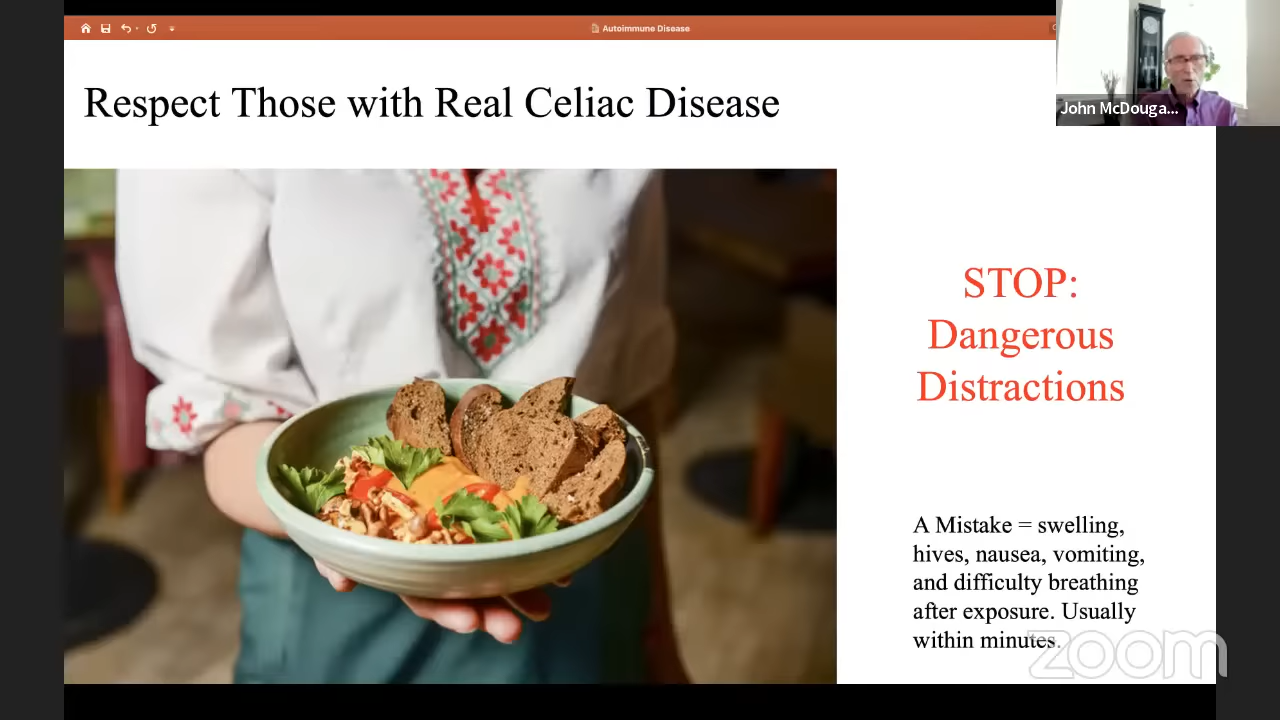 Autoimmune Disease
John McDouga...
Respect Those with Real Celiac Disease
STOP:
Dangerous
Distractions
A Mistake = swelling,
hives, nausea, vomiting,
and difficulty breathing
after exposure. Usually
within minutes.
zoom